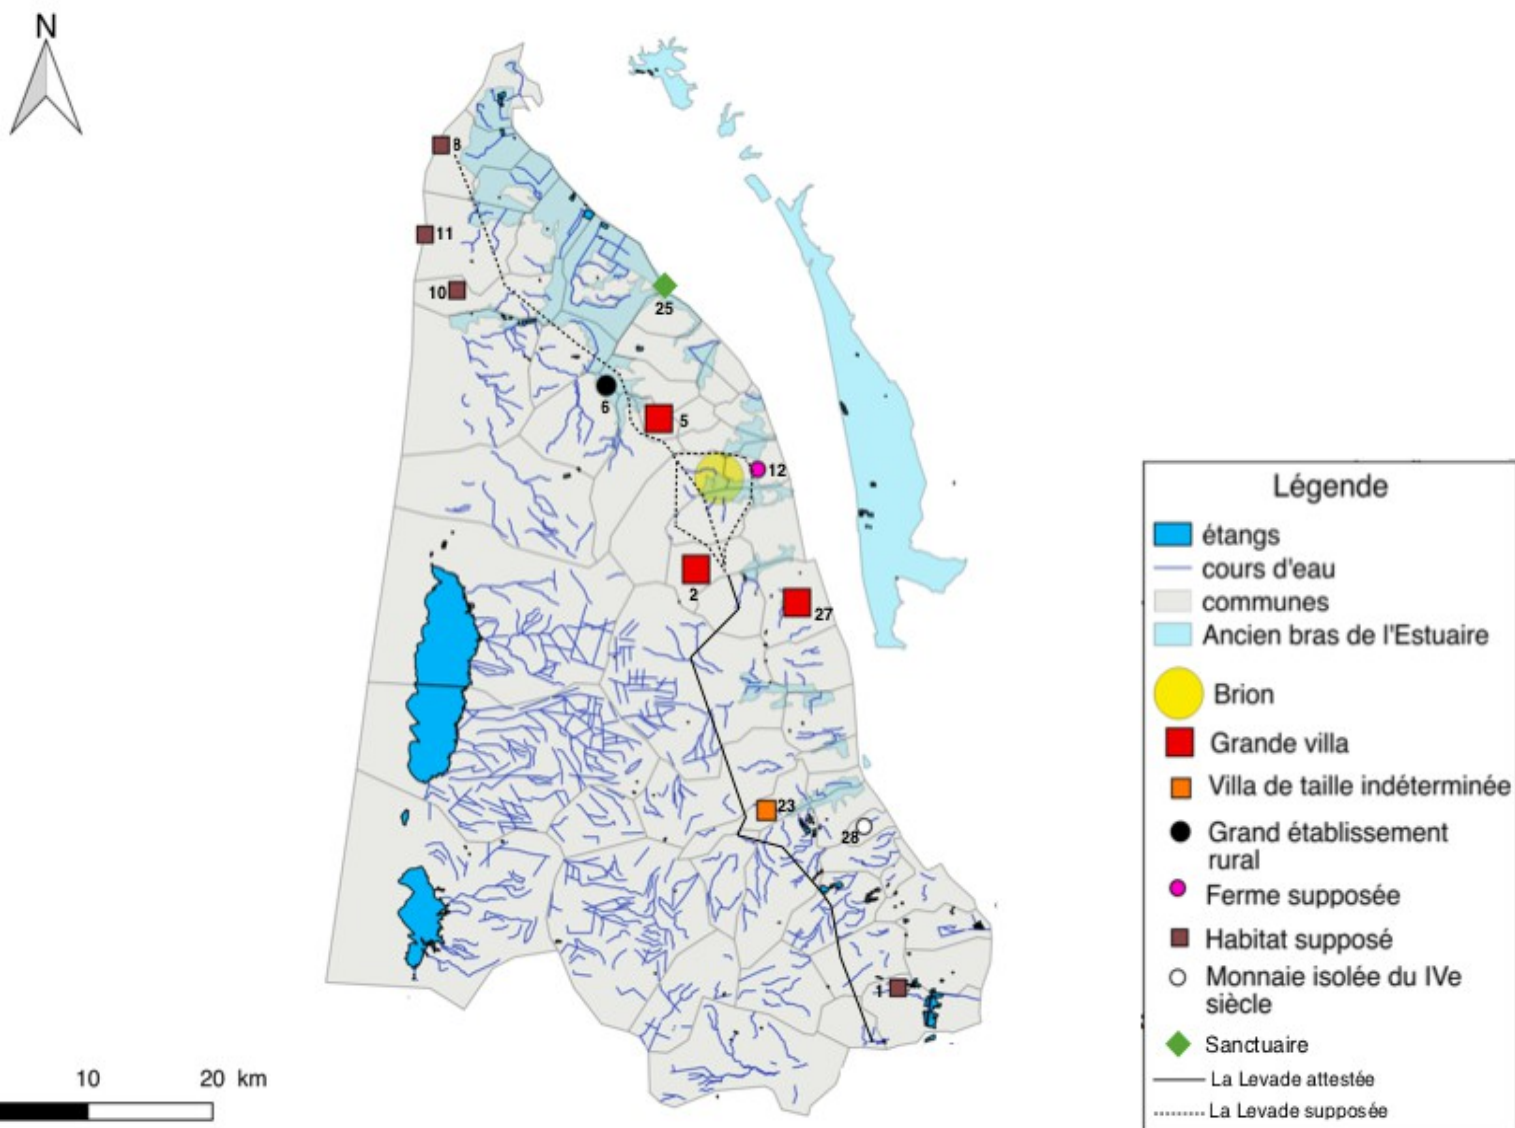 N
8
11
10
25
6
5
12
2
27
23
28
1
10
20 km
Légende
étangs
cours d'eau
communes
Ancien bras de l'Estuaire
Brion
Grande villa
Villa de taille indéterminée
Grand établissement
rural
Ferme supposée
Habitat supposé
Monnaie isolée du IVe
siècle
Sanctuaire
La Levade attestée
La Levade supposée